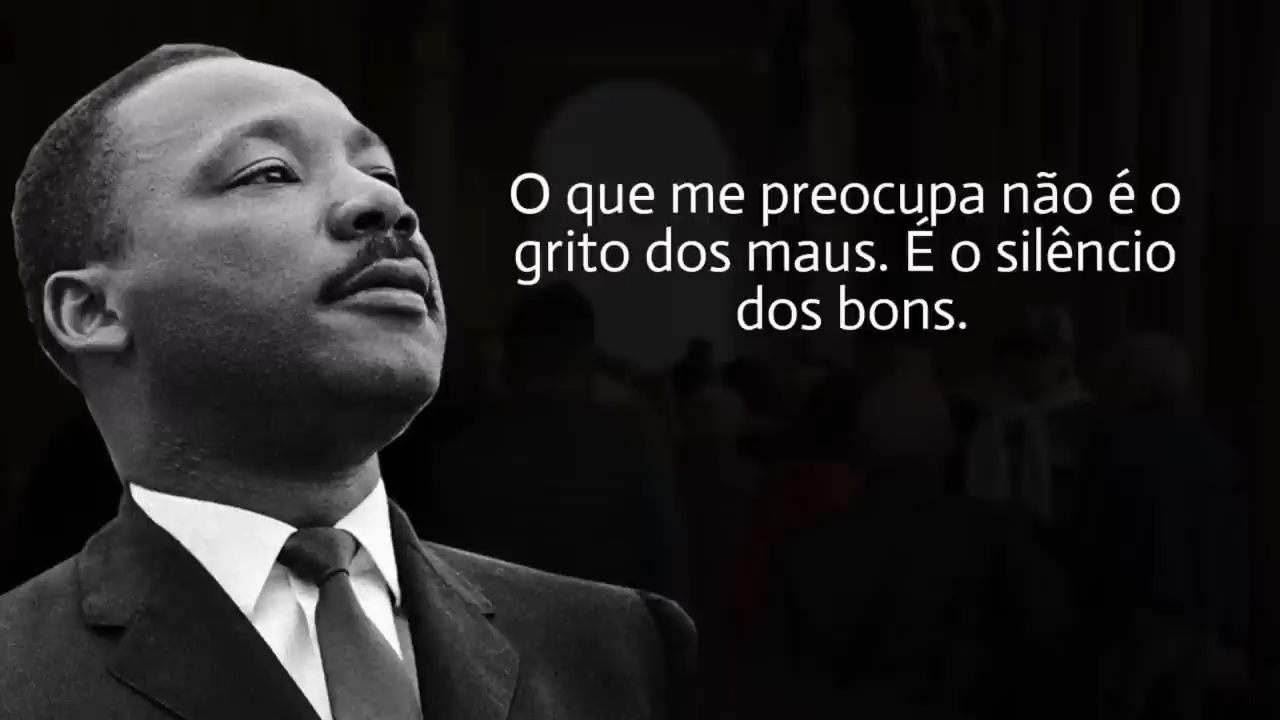 O que me preocupa não é o
grito dos maus. É o silêncio
dos bons.